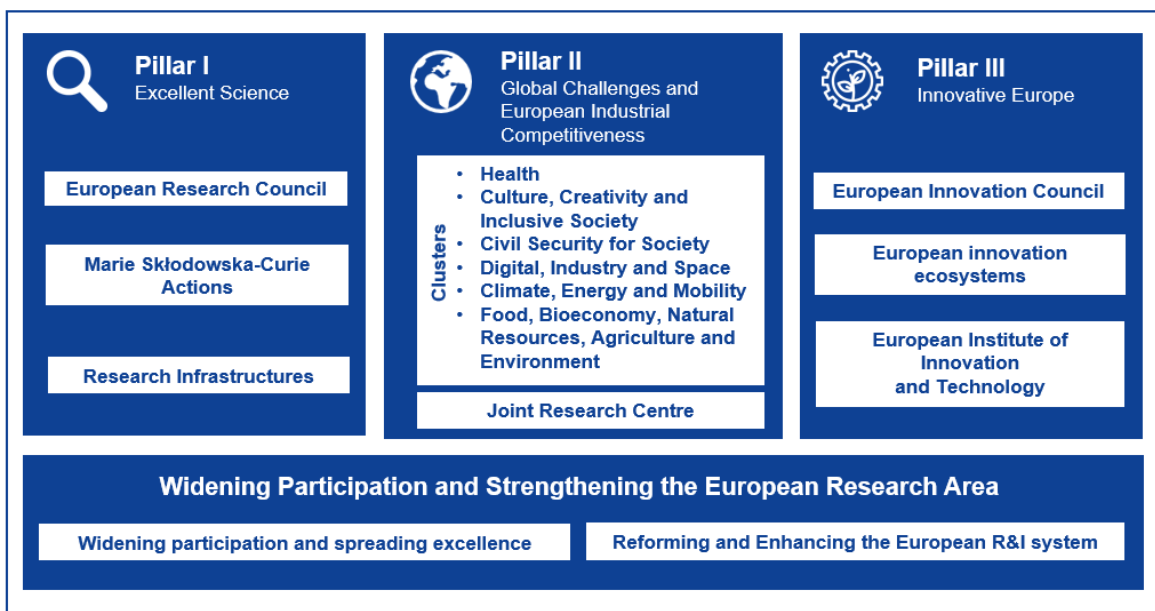 Pillar I
Excellent Science
European Research Council
Marie Skłodowska-Curie
Actions
Research Infrastructures
Pillar II
Global Challenges and
European Industrial
Competitiveness
Clusters
• Health
• Culture, Creativity and
Inclusive Society
• Civil Security for Society
• Digital, Industry and Space
• Climate, Energy and Mobility
• Food, Bioeconomy, Natural
Resources, Agriculture and
Environment
Joint Research Centre
Pillar III
Innovative Europe
European Innovation Council
European innovation
ecosystems
European Institute of
Innovation
and Technology
Widening Participation and Strengthening the European Research Area
Widening participation and spreading excellence
Reforming and Enhancing the European R&I system